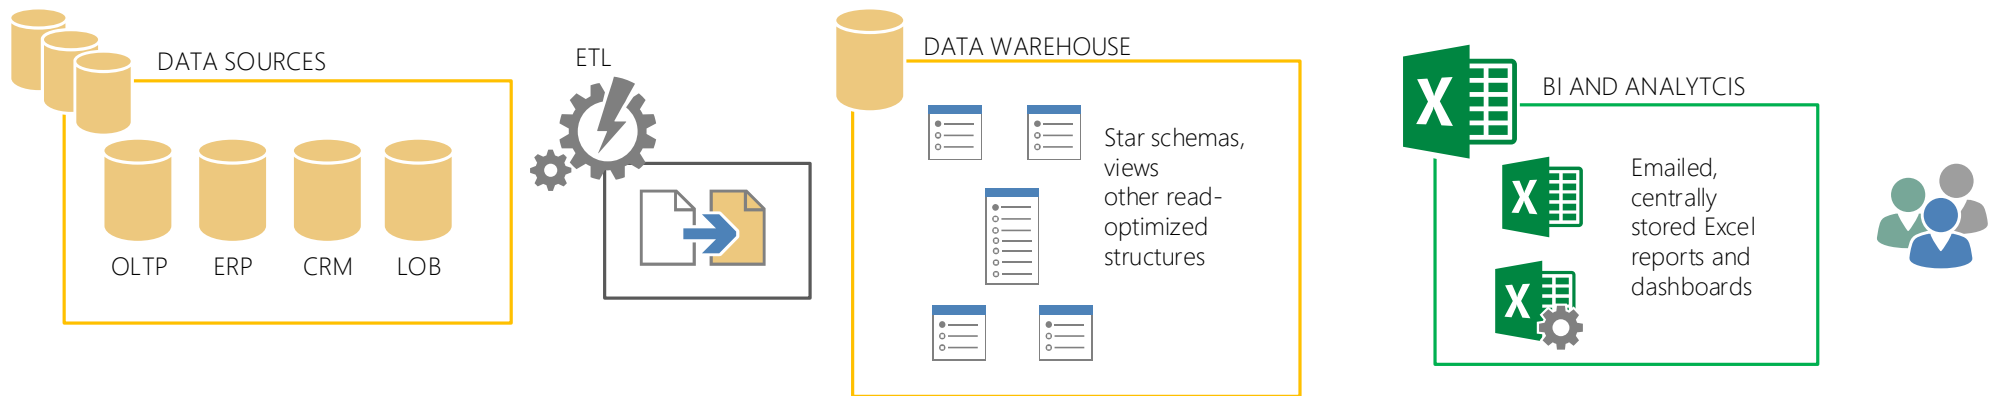 DATA SOURCES
OLTP
ERP
CRM
LOB
ETL
DATA WAREHOUSE
Star schemas,
views
other read-
optimized
structures
BI AND ANALYTCIS
X
X
X
Emailed,
centrally
stored Excel
reports and
dashboards